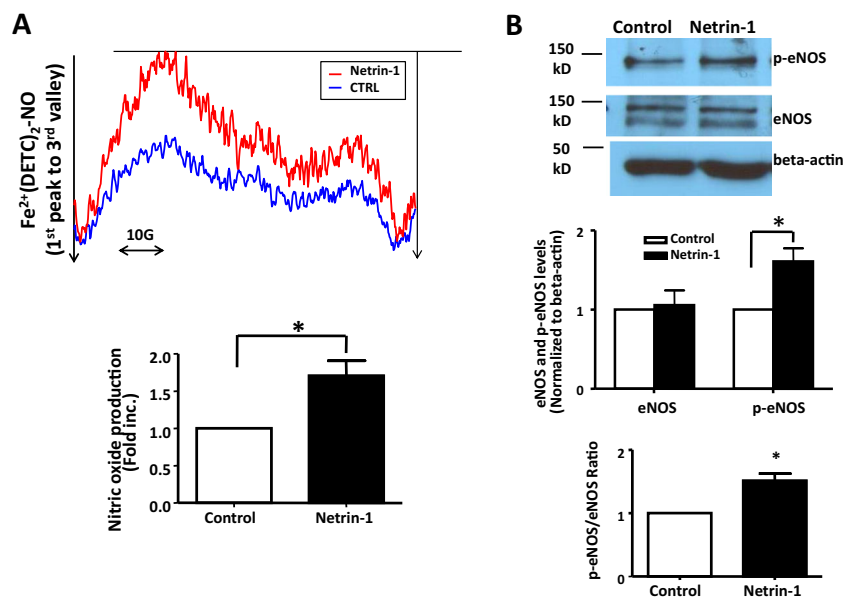 A
Fe2+(DETC)2-NO
(1st peak to 3rd valley)
Netrin-1
CTRL
10G
*
Nitric oxide production
(Fold inc.)
2.0
1.5
1.0
0.5
0.0
Control
Netrin-1
B
Control Netrin-1
150
kD
p-eNOS
150
kD
eNOS
50
kD
beta-actin
eNOS and p-eNOS levels
(Normalized to beta-actin)
2
1
0
Control
Netrin-1
*
eNOS
p-eNOS
p-eNOS/eNOS Ratio
2
1
0
*
Control
Netrin-1